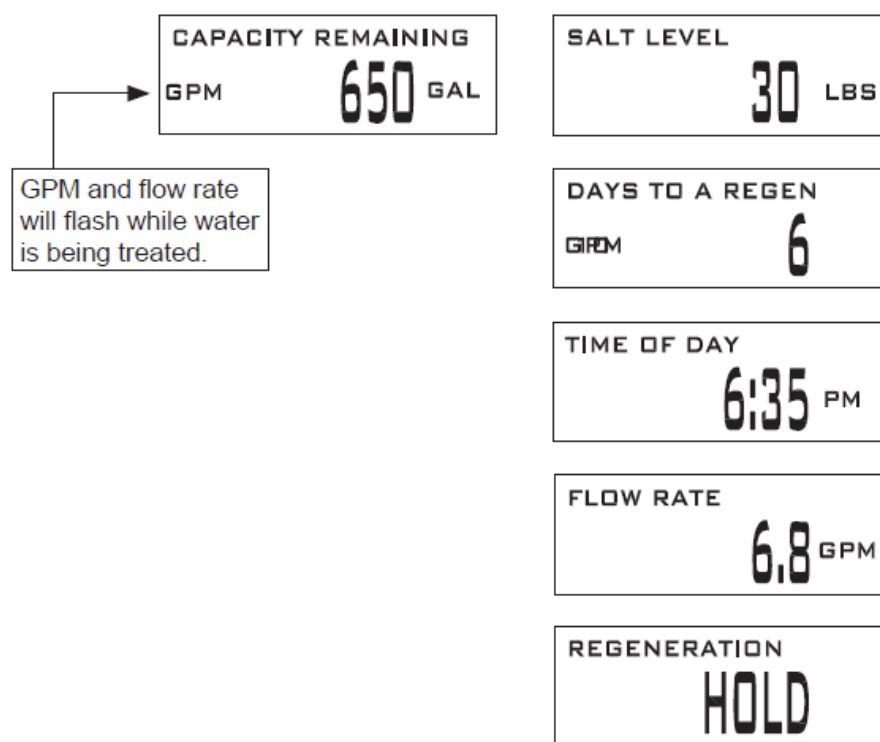 CAPACITY REMAINING
GPM 650 GAL
GPM and flow rate
will flash while water
is being treated.
SALT LEVEL
30 LBS
DAYS TO A REGEN
6
TIME OF DAY
6:35 PM
FLOW RATE
6.8 GPM
REGENERATION
HOLD